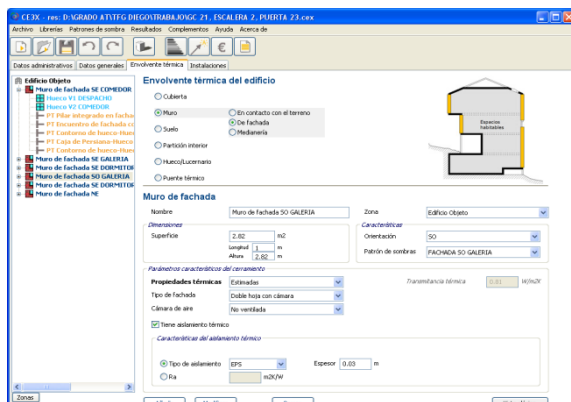 CE3X - res: D:\GRADO AT\TFG DIEGO\TRABAJO\GC 21, ESCALERA 2, PUERTA 23.cex
Archivo Librerías Patrones de sombra Resultados Complementos Ayuda Acerca de
Datos administrativos Datos generales Envolvente térmica Instalaciones
Edificio Objeto
Muro de fachada SE COMEDOR
Hueco V1 DESPACHO
Hueco V2 COMEDOR
PT Pilar integrado en facha
PT Encuentro de fachada co
PT Contorno de hueco-Hue
PT Caja de Persiana-Hueco
PT Contorno de hueco-Hue
Muro de fachada SE GALERIA
Muro de fachada SE DORMITOR
Muro de fachada SO GALERIA
Muro de fachada SE DORMITOR
Muro de fachada NE
Zonas
Envolvente térmica del edificio
Cubierta
Muro
En contacto con el terreno
De fachada
Medianería
Suelo
Partición interior
Hueco/Lucernario
Puente térmico
Espacios
habitables
Muro de fachada
Nombre Muro de fachada SO GALERIA Zona Edificio Objeto
Dimensiones
Superficie 2.82 m2
Longitud 1 m
Altura 2.82 m
Características
Orientación SO
Patrón de sombras FACHADA SO GALERIA
Parámetros característicos del cerramiento
Propiedades térmicas Estimadas Transmitancia térmica 0.81 W/m2K
Tipo de fachada Doble hoja con cámara
Cámara de aire No ventilada
Tiene aislamiento térmico
Características del aislamiento térmico
Tipo de aislamiento EPS Espesor 0.03 m
Ra m2K/W